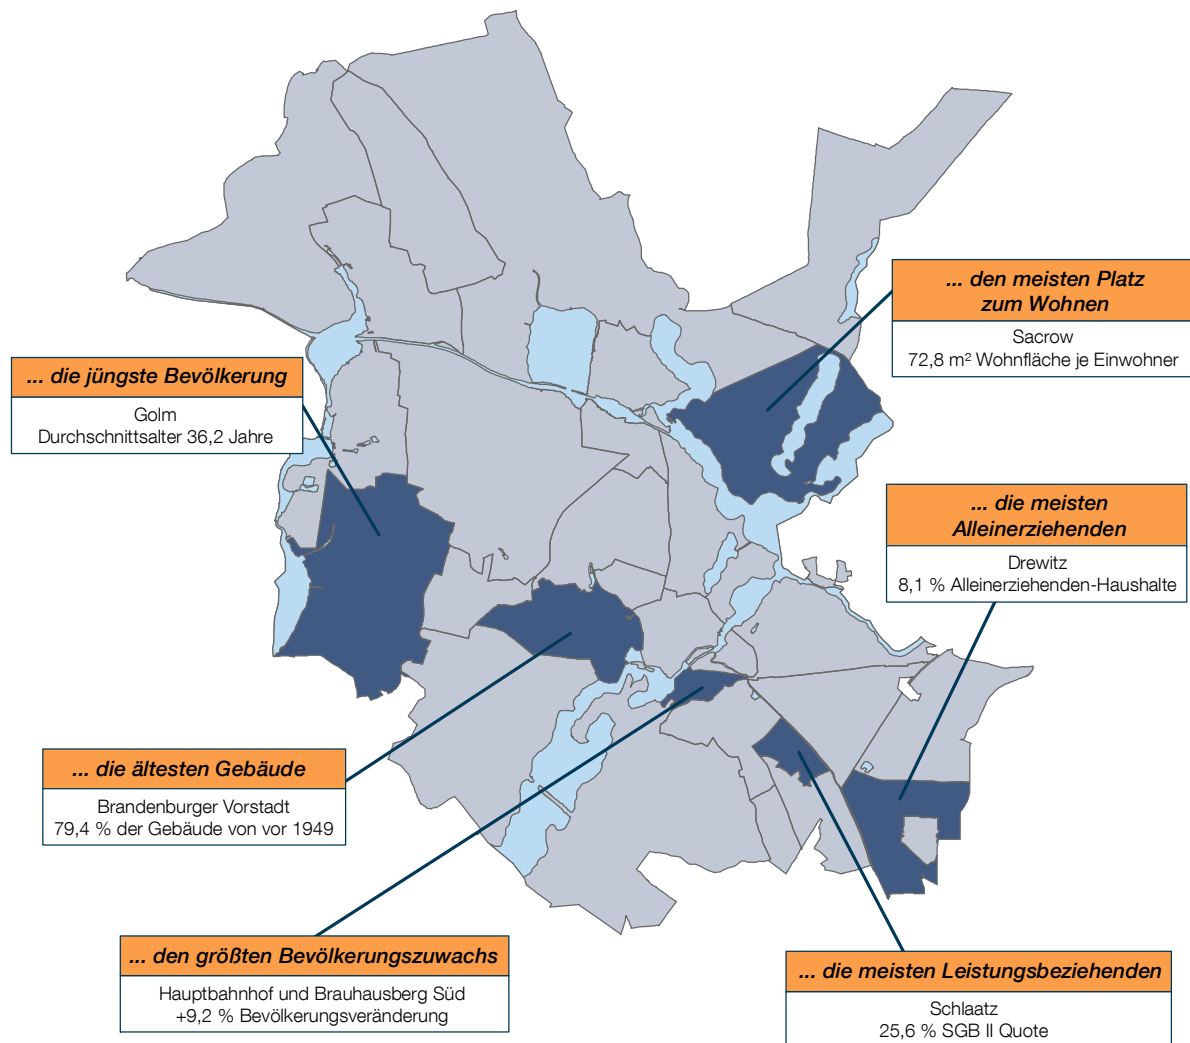 ... den meisten Platz
zum Wohnen
Sacrow
72,8 m² Wohnfläche je Einwohner
... die jüngste Bevölkerung
Golm
Durchschnittsalter 36,2 Jahre
... die meisten
Alleinerziehenden
Drewitz
8,1 % Alleinerziehenden-Haushalte
... die ältesten Gebäude
Brandenburger Vorstadt
79,4 % der Gebäude von vor 1949
... den größten Bevölkerungszuwachs
Hauptbahnhof und Brauhausberg Süd
+9,2 % Bevölkerungsveränderung
... die meisten Leistungsbeziehenden
Schlaatz
25,6 % SGB II Quote